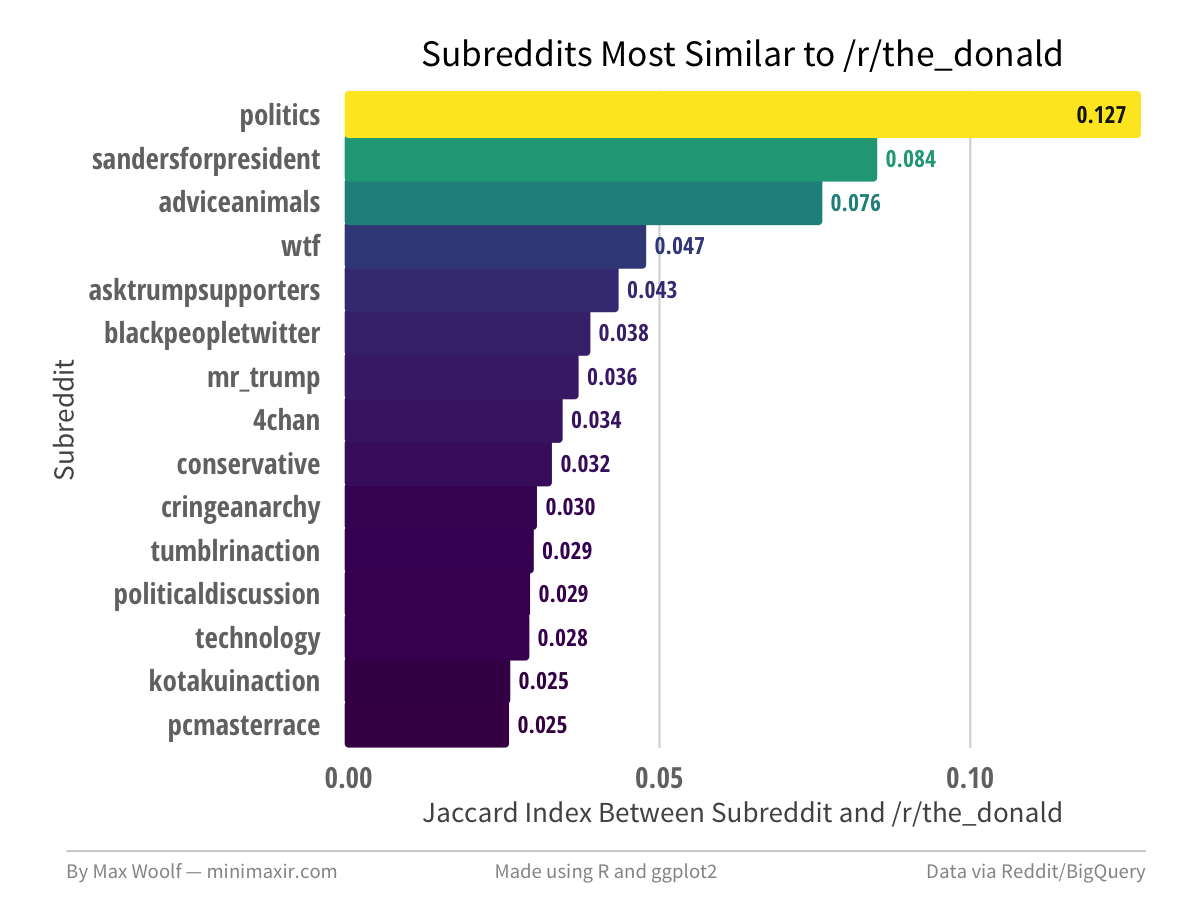 Subreddits Most Similar to /r/the_donald
politics 0.127
sandersforpresident 0.084
adviceanimals 0.076
wtf 0.047
asktrumpsupporters 0.043
blackpeopletwitter 0.038
mr_trump 0.036
4chan 0.034
conservative 0.032
cringeanarchy 0.030
tumblrinaction 0.029
politicaldiscussion 0.029
technology 0.028
kotakuinaction 0.025
pcmasterrace 0.025
Subreddit
0.00 0.05 0.10
Jaccard Index Between Subreddit and /r/the_donald
By Max Woolf — minimaxir.com Made using R and ggplot2 Data via Reddit/BigQuery